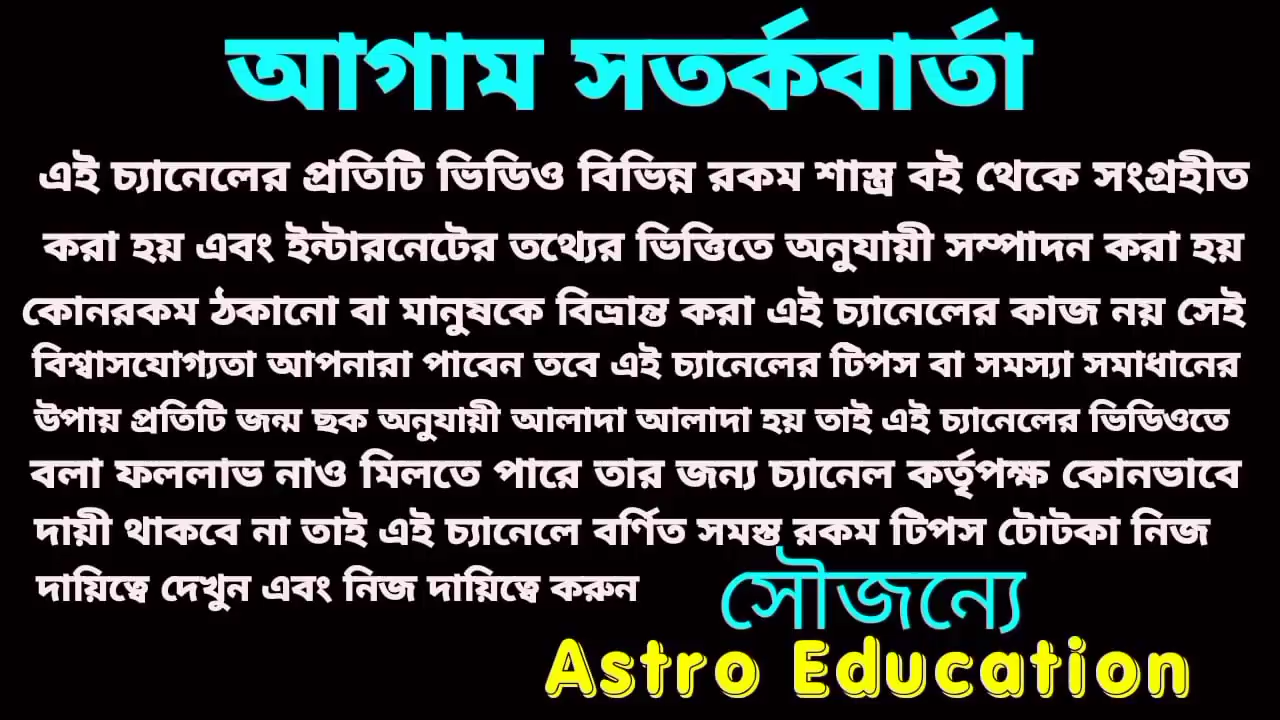 আগাম সতর্কবার্তা
এই চ্যানেলের প্রতিটি ভিডিও বিভিন্ন রকম শাস্ত্র বই থেকে সংগ্রহীত
করা হয় এবং ইন্টারনেটের তথ্যের ভিত্তিতে অনুযায়ী সম্পাদন করা হয়
কোনরকম ঠকানো বা মানুষকে বিভ্রান্ত করা এই চ্যানেলের কাজ নয় সেই
বিশ্বাসযোগ্যতা আপনারা পাবেন তবে এই চ্যানেলের টিপস বা সমস্যা সমাধানের
উপায় প্রতিটি জন্ম ছক অনুযায়ী আলাদা আলাদা হয় তাই এই চ্যানেলের ভিডিওতে
বলা ফললাভ নাও মিলতে পারে তার জন্য চ্যানেল কর্তৃপক্ষ কোনভাবে
দায়ী থাকবে না তাই এই চ্যানেলে বর্ণিত সমস্ত রকম টিপস টোটকা নিজ
দায়িত্বে দেখুন এবং নিজ দায়িত্বে করুন
সৌজন্যে
Astro Education